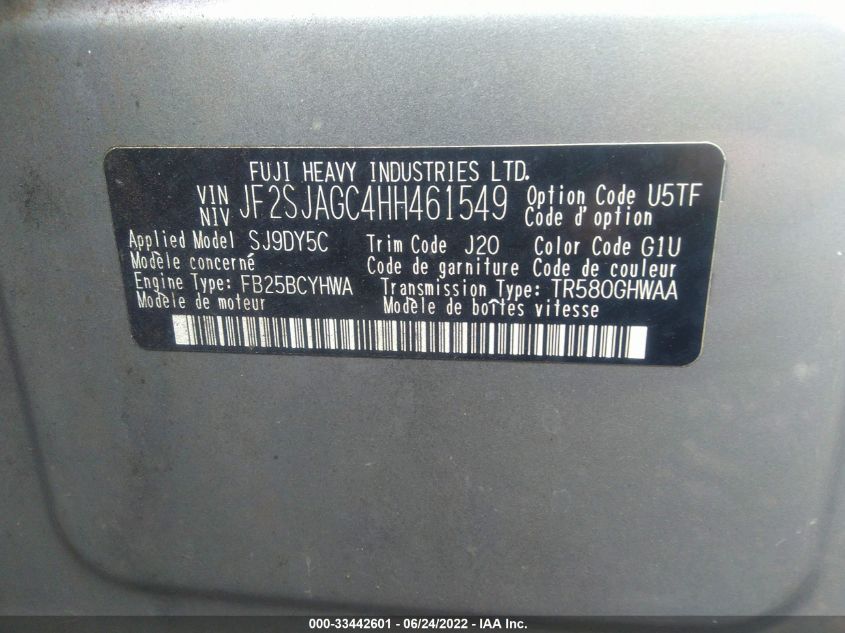 FUJI HEAVY INDUSTRIES LTD.
VIN NIV JF2SJAGC4HH461549 Option Code U5TF
Code d'option
Applied Model SJ9DY5C Trim Code J20 Color Code G1U
Modèle concerné Code de garniture Code de couleur
Engine Type: FB25BCYHWA Transmission Type: TR580GHWAA
Modèle de moteur Modèle de boîtes vitesse
000-33442601 - 06/24/2022 - IAA Inc.